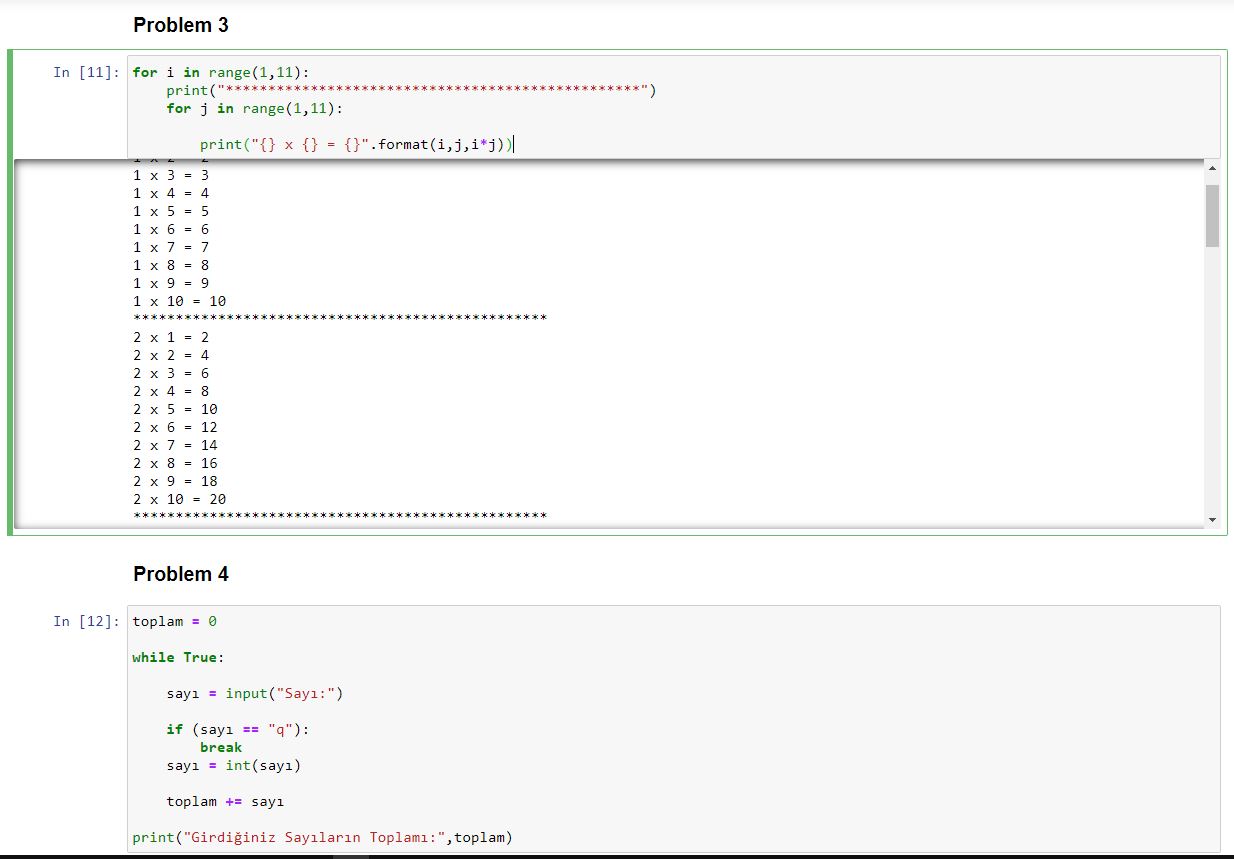 Problem 3
In [11]: for i in range(1,11):
print("*************************************************")
for j in range(1,11):
print("{} x {} = {}".format(i,j,i*j))
1 x 3 = 3
1 x 4 = 4
1 x 5 = 5
1 x 6 = 6
1 x 7 = 7
1 x 8 = 8
1 x 9 = 9
1 x 10 = 10
*************************************************
2 x 1 = 2
2 x 2 = 4
2 x 3 = 6
2 x 4 = 8
2 x 5 = 10
2 x 6 = 12
2 x 7 = 14
2 x 8 = 16
2 x 9 = 18
2 x 10 = 20
*************************************************
Problem 4
In [12]: toplam = 0
while True:
sayı = input("Sayı:")
if (sayı == "q"):
break
sayı = int(sayı)
toplam += sayı
print("Girdiğiniz Sayıların Toplamı:",toplam)